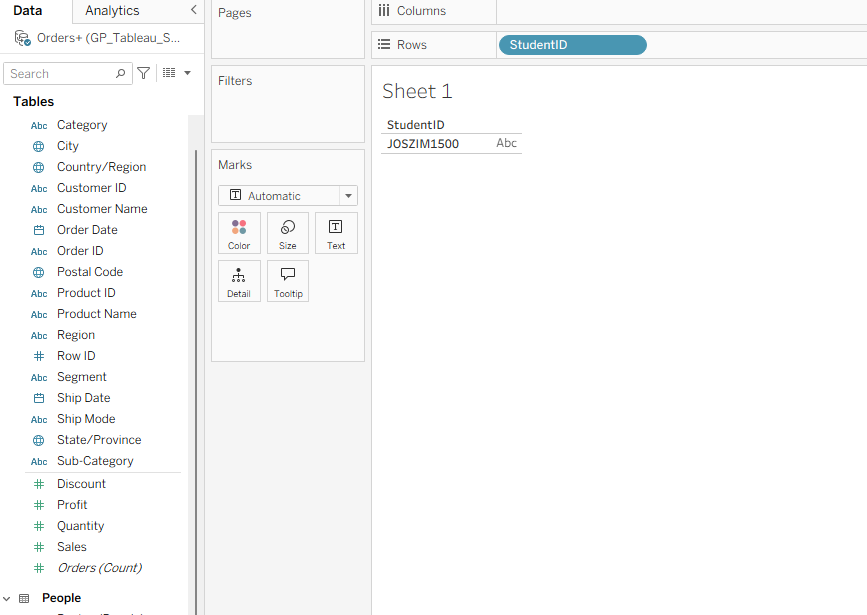 Data
Analytics
Orders+ (GP_Tableau_S...
Search
Tables
Abc Category
City
Country/Region
Abc Customer ID
Abc Customer Name
Order Date
Abc Order ID
Postal Code
Abc Product ID
Abc Product Name
Abc Region
Row ID
Abc Segment
Ship Date
Abc Ship Mode
State/Province
Abc Sub-Category
Discount
Profit
Quantity
Sales
Orders (Count)
People
Pages
Filters
Marks
Automatic
Color
Size
Text
Detail
Tooltip
Columns
Rows
StudentID
Sheet 1
StudentID
JOSZIM1500 Abc